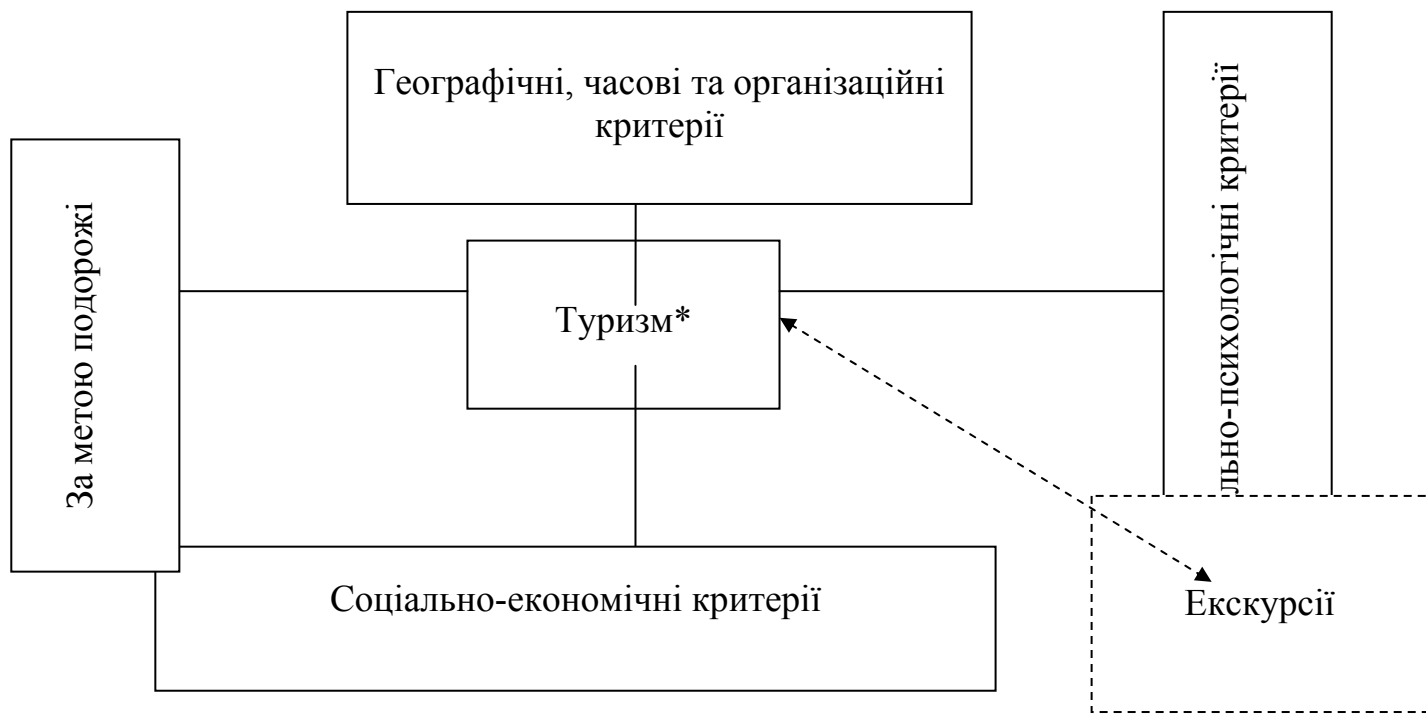 Географічні, часові та організаційні
критерії
За метою подорожі
Туризм*
льно-психологічні критерії
Соціально-економічні критерії
Екскурсії